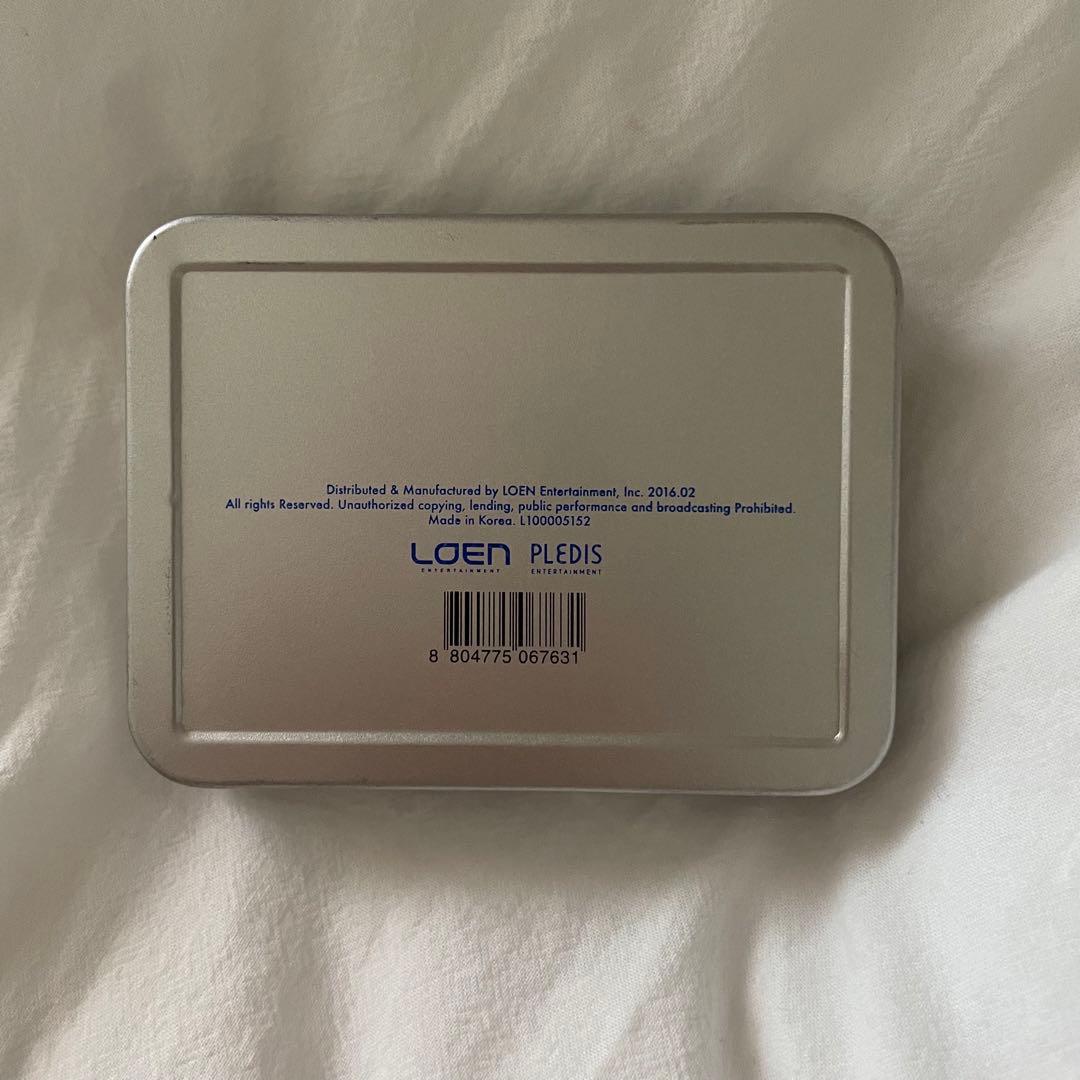 Distributed & Manufactured by LOEN Entertainment, Inc. 2016.02
All rights Reserved. Unauthorized copying, lending, public performance and broadcasting Prohibited.
Made in Korea. L100005152
LOEN PLEDIS
ENTERTAINMENT ENTERTAINMENT
8 804775 067631